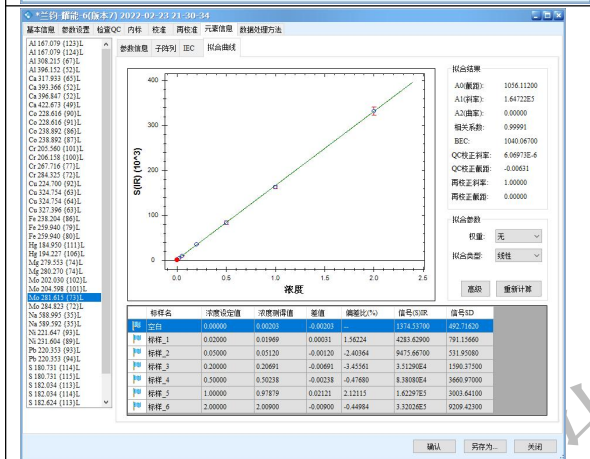 *兰钧-耀能-6(版本7) 2022-02-23 21-30-34
基本信息 参数设置 检查QC 内标 校准 再校准 元素信息 数据处理方法
Al 167.079 {123}L
Al 167.079 {124}L
Al 308.215 {67}L
Al 396.152 {52}L
Ca 317.933 {65}L
Ca 393.366 {52}L
Ca 396.847 {52}L
Ca 422.673 {49}L
Co 228.616 {90}L
Co 228.616 {91}L
Co 238.892 {86}L
Co 238.892 {87}L
Cr 205.560 {101}L
Cr 206.158 {100}L
Cr 267.716 {77}L
Cr 284.325 {72}L
Cu 224.700 {92}L
Cu 324.754 {63}L
Cu 324.754 {64}L
Cu 327.396 {63}L
Fe 238.204 {86}L
Fe 259.940 {79}L
Fe 259.940 {80}L
Hg 184.950 {111}L
Hg 194.227 {106}L
Mg 279.553 {74}L
Mg 280.270 {74}L
Mo 202.030 {102}L
Mo 204.598 {101}L
Mo 281.615 {73}L
Mo 284.823 {72}L
Na 588.995 {35}L
Na 589.592 {35}L
Ni 221.647 {93}L
Ni 231.604 {89}L
Pb 220.353 {93}L
Pb 220.353 {94}L
S 180.731 {114}L
S 180.731 {115}L
S 182.034 {113}L
S 182.034 {114}L
S 182.624 {113}L
参数信息 子阵列 IEC 拟合曲线
S(IR) (10^3)
400
300
200
100
0
0.0 0.5 1.0 1.5 2.0 2.5
浓度
拟合结果
A0(截距): 1056.11200
A1(斜率): 1.64722E5
A2(曲率): 0.00000
相关系数: 0.99991
BEC: 1040.06700
QC校正斜率: 6.06973E-6
QC校正截距: -0.00631
再校正斜率: 1.00000
再校正截距: 0.00000
拟合参数
权重: 无
拟合类型: 线性
高级 重新计算
标样名 浓度设定值 浓度测得值 差值 偏差比(%) 信号(S)IR 信号SD
空白 0.00000 0.00203 -0.00203 -- 1374.53700 492.71620
标样_1 0.02000 0.01969 0.00031 1.56224 4283.62900 791.15660
标样_2 0.05000 0.05120 -0.00120 -2.40364 9475.66700 531.95080
标样_3 0.20000 0.20691 -0.00691 -3.45561 3.51290E4 1590.37500
标样_4 0.50000 0.50238 -0.00238 -0.47680 8.38080E4 3660.97000
标样_5 1.00000 0.97879 0.02121 2.12115 1.62297E5 3003.64100
标样_6 2.00000 2.00900 -0.00900 -0.44984 3.32026E5 9209.42300
确认 另存为... 关闭